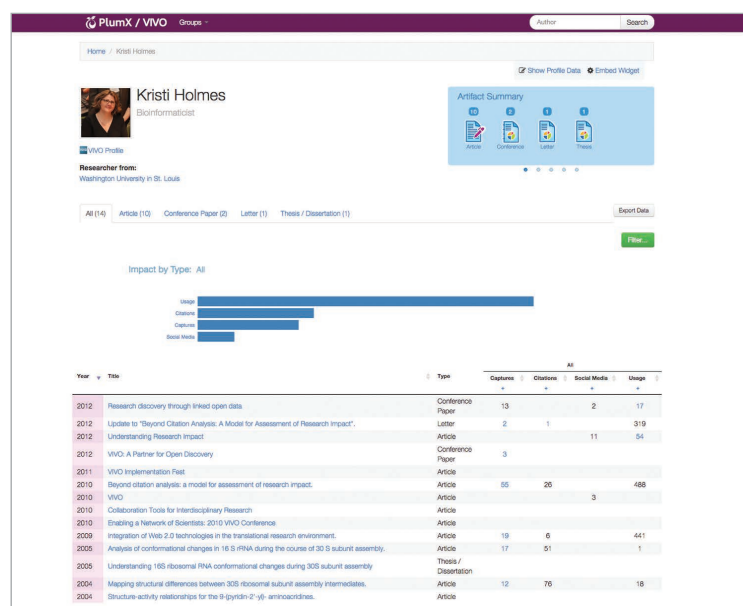 PlumX / VIVO Groups Author Search
Home / Kristi Holmes
Show Profile Data Embed Widget
Kristi Holmes
Bioinformaticist
Artifact Summary
10 2 1 1
Article Conference Letter Thesis
VIVO Profile
Researcher from:
Washington University in St. Louis
All (14) Article (10) Conference Paper (2) Letter (1) Thesis / Dissertation (1) Export Data
Filter...
Impact by Type: All
Usage
Citations
Captures
Social Media
All
Year Title Type Captures Citations Social Media Usage
+ + + +
2012 Research discovery through linked open data Conference Paper 13 2 17
2012 Update to "Beyond Citation Analysis: A Model for Assessment of Research Impact". Letter 2 1 319
2012 Understanding Research Impact Article 11 54
2012 VIVO: A Partner for Open Discovery Conference Paper 3
2011 VIVO Implementation Fest Article
2010 Beyond citation analysis: a model for assessment of research impact. Article 55 26 488
2010 VIVO Article 3
2010 Collaboration Tools for Interdisciplinary Research Article
2010 Enabling a Network of Scientists: 2010 VIVO Conference Article
2009 Integration of Web 2.0 technologies in the translational research environment. Article 19 6 441
2005 Analysis of conformational changes in 16 S rRNA during the course of 30 S subunit assembly. Article 17 51 1
2005 Understanding 16S ribosomal RNA conformational changes during 30S subunit assembly Thesis / Dissertation
2004 Mapping structural differences between 30S ribosomal subunit assembly intermediates. Article 12 76 18
2004 Structure-activity relationships for the 9-(pyridin-2'-yl)- aminoacridines. Article